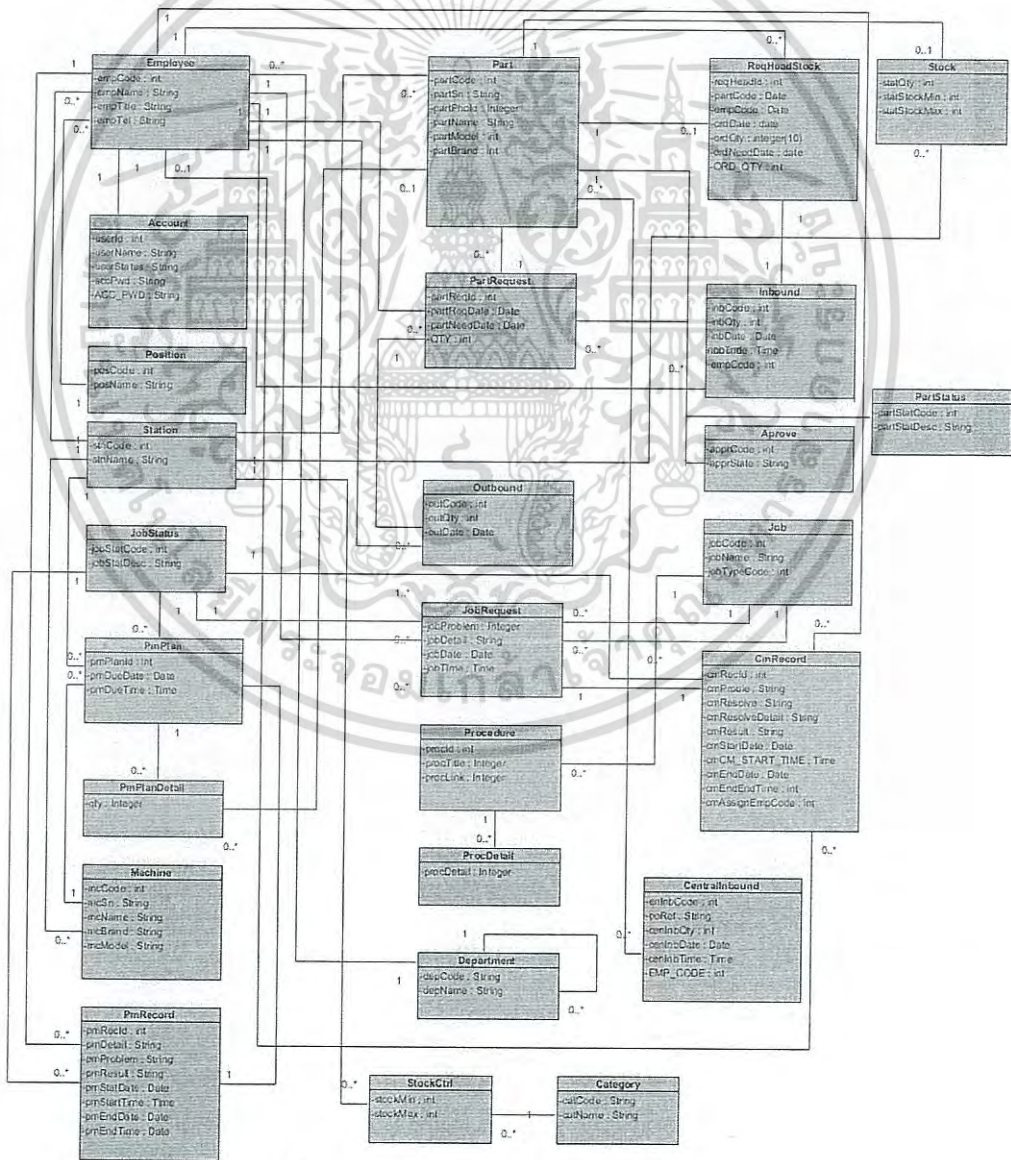 Employee
-empCode : int
-empName : String
-empTitle : String
-empTel : String
Part
-partCode : int
-partSn : String
-partPhoId : Integer
-partName : String
-partModel : int
-partBrand : int
ReqHeadStock
-partCode : Date
-empCode : Date
-ordDate : date
-ordQty : integer(10)
-ordNeedDate : date
-ORD_QTY : int
Stock
-statQty : int
-statStockMin : int
-statStockMax : int
Account
-userId : int
-userName : String
-userStatus : String
-accPwd : String
-ACC_PWD : String
PartRequest
-partReqId : int
-partReqDate : Date
-partNeedDate : Date
-QTY : int
Inbound
-inbCode : int
-inbQty : int
-inbDate : Date
-empCode : int
Position
-posCode : int
-posName : String
PartStatus
-partStatCode : int
-partStatDesc : String
Station
-stnCode : int
-stnName : String
Aprove
-apprCode : int
-apprState : String
Outbound
-outCode : int
-outQty : int
-outDate : Date
JobStatus
-jobStatCode : int
-jobStatDesc : String
Job
-jobCode : int
-jobName : String
-jobTypeCode : int
JobRequest
-jobProblem : Integer
-jobDetail : String
-jobDate : Date
-jobTime : Time
PmPlan
-pmPlanId : int
-pmDueDate : Date
-pmDueTime : Time
CmRecord
-cmRecId : int
-cmResolve : String
-cmResolveDetail : String
-cmResult : String
-cmStartDate : Date
-cmCM_START_TIME : Time
-cmEndDate : Date
-cmEndEndTime : int
-cmAssignEmpCode : int
Procedure
-procId : int
-procTitle : Integer
-procLink : Integer
PmPlanDetail
-qty : Integer
ProcDetail
-procDetail : Integer
Machine
-mcCode : int
-mcSn : String
-mcName : String
-mcBrand : String
-mcModel : String
CentralInbound
-cenInbCode : int
-poRef : String
-cenInbQty : int
-cenInbDate : Date
-cenInbTime : Time
-EMP_CODE : int
Department
-depCode : String
-depName : String
PmRecord
-pmRecId : int
-pmDetail : String
-pmProblem : String
-pmResult : String
-pmStatDate : Date
-pmStartTime : Time
-pmEndDate : Date
-pmEndTime : Date
StockCtrl
-stockMin : int
-stockMax : int
Category
-catCode : String
-catName : String